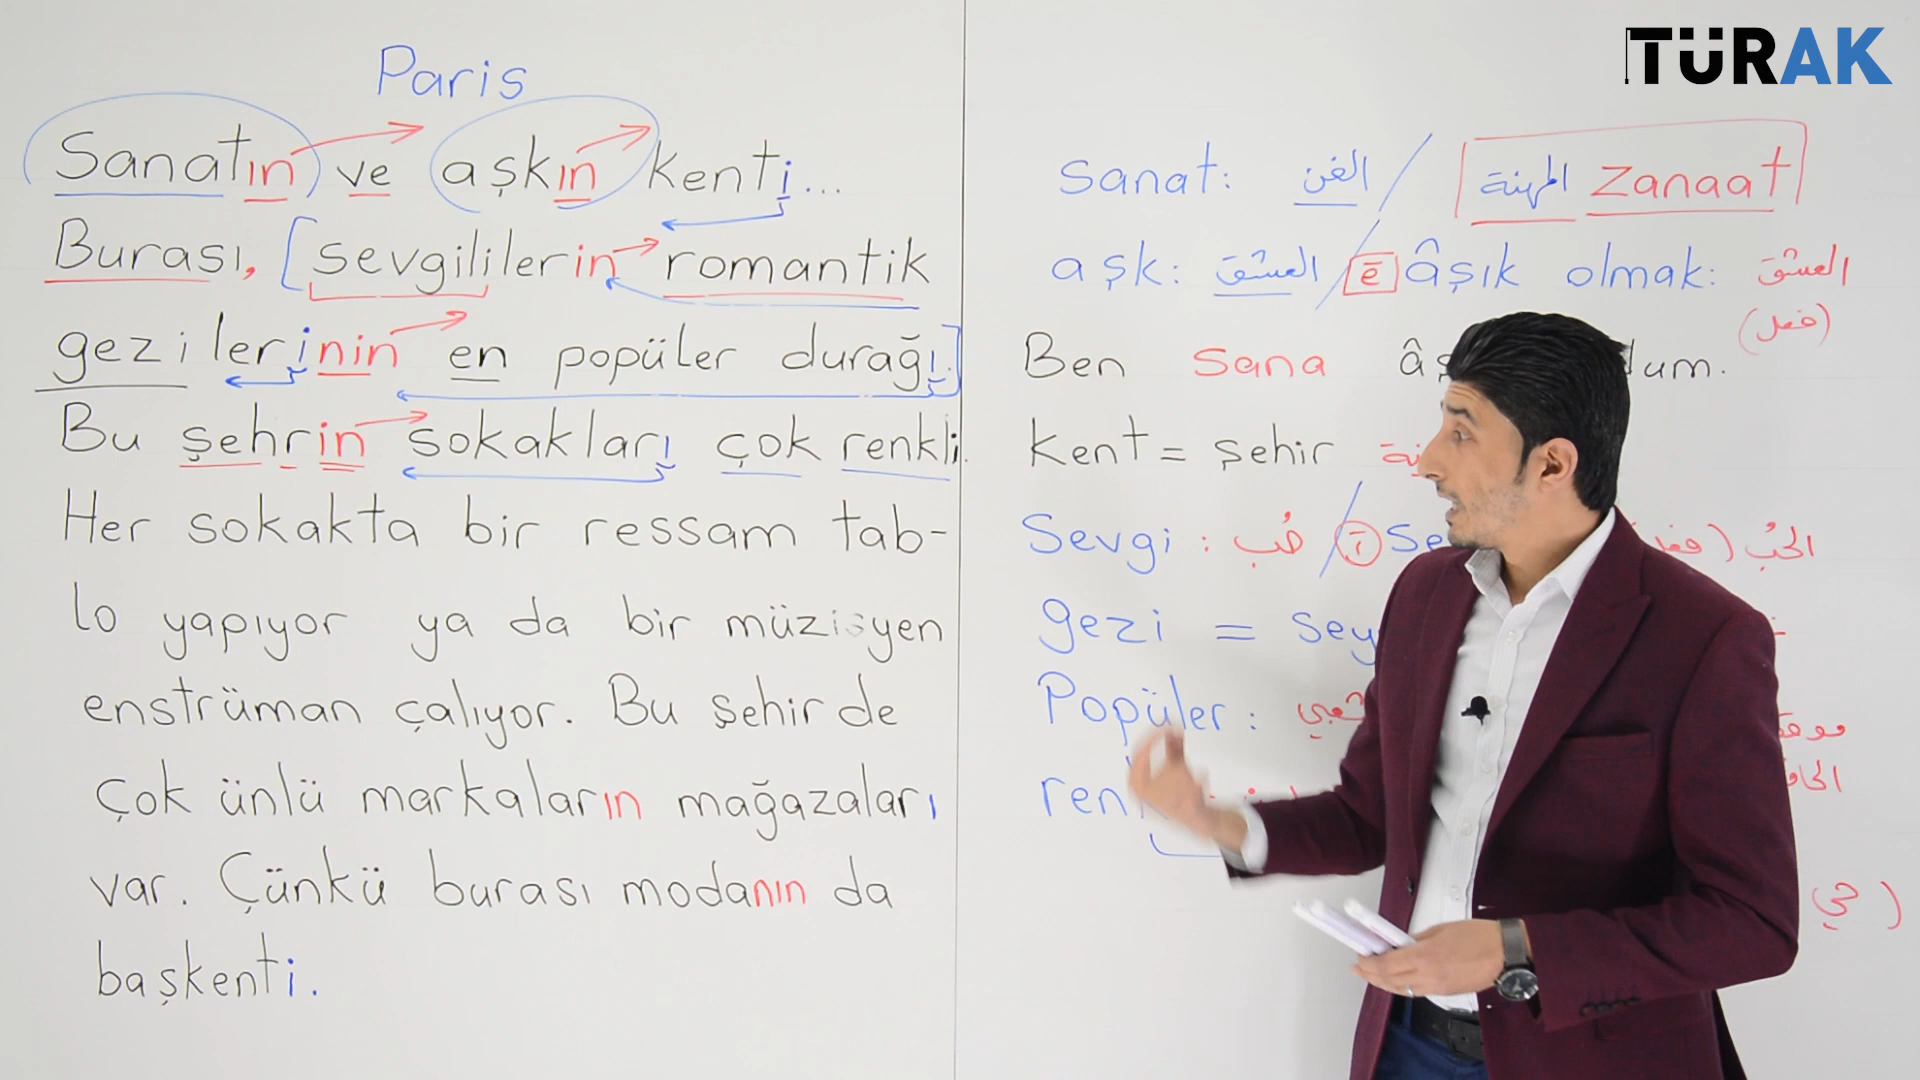 TÜRAK
Paris
Sanatın ve aşkın kenti...
Burası, [sevgililerin romantik
gezilerinin en popüler durağı.]
Bu şehrin sokakları çok renkli.
Her sokakta bir ressam tab-
lo yapıyor ya da bir müzisyen
enstrüman çalıyor. Bu şehirde
çok ünlü markaların mağazaları
var. Çünkü burası modanın da
başkenti.
Sanat: الفن / المهنة Zanaat
aşk: العشق / ē âşık olmak: العشق
(فعل)
Ben sana
Kent = şehir
Sevgi : حُب / ī الحُب
gezi =
Popüler :